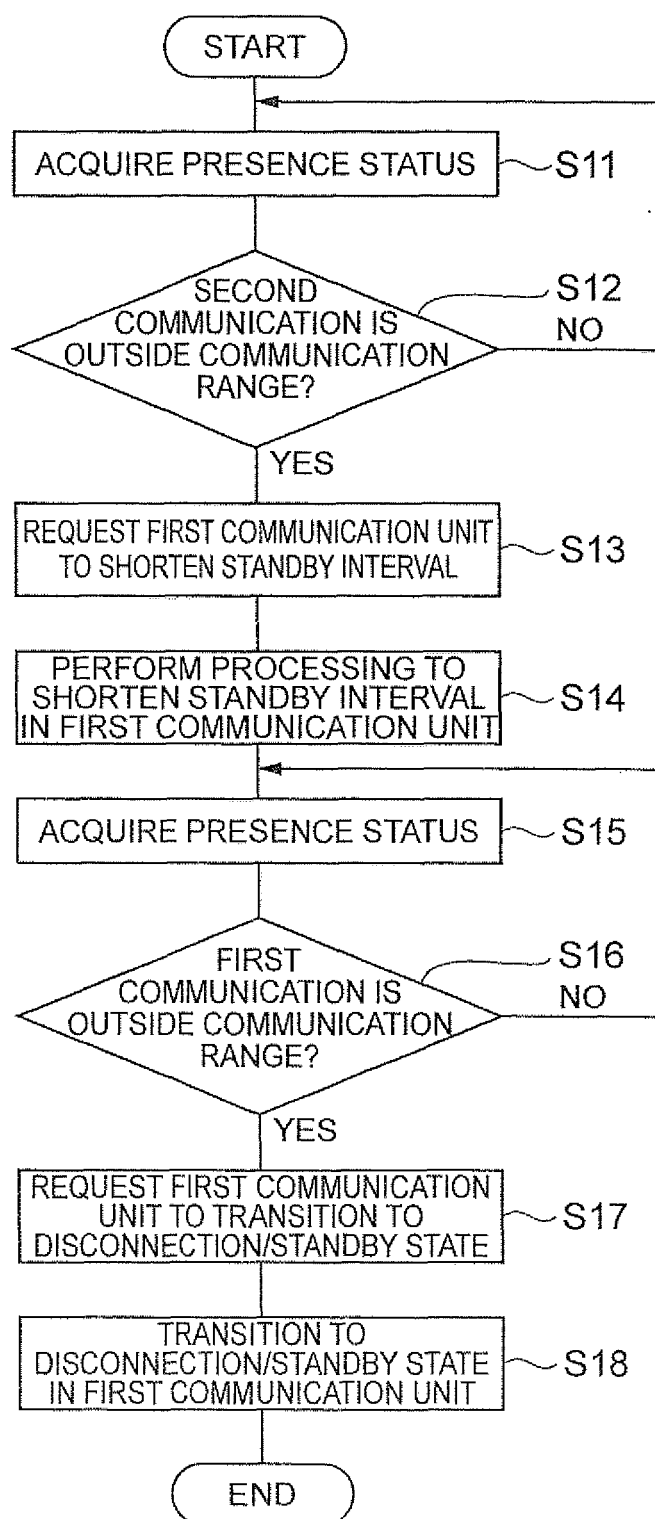 START
ACQUIRE PRESENCE STATUS
S11
SECOND
COMMUNICATION IS
OUTSIDE COMMUNICATION
RANGE?
S12
NO
YES
REQUEST FIRST COMMUNICATION UNIT
TO SHORTEN STANDBY INTERVAL
S13
PERFORM PROCESSING TO
SHORTEN STANDBY INTERVAL
IN FIRST COMMUNICATION UNIT
S14
ACQUIRE PRESENCE STATUS
S15
FIRST
COMMUNICATION IS
OUTSIDE COMMUNICATION
RANGE?
S16
NO
YES
REQUEST FIRST COMMUNICATION
UNIT TO TRANSITION TO
DISCONNECTION/STANDBY STATE
S17
TRANSITION TO
DISCONNECTION/STANDBY STATE
IN FIRST COMMUNICATION UNIT
S18
END